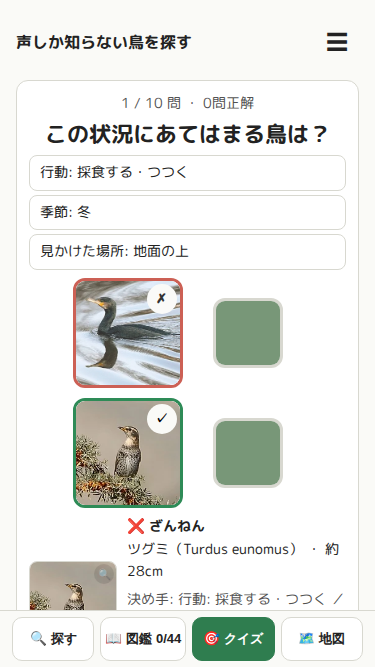 声しか知らない鳥を探す
1 / 10 問 · 0問正解
この状況にあてはまる鳥は？
行動: 採食する・つつく
季節: 冬
見かけた場所: 地面の上
✗
✓
❌ ざんねん
ツグミ（Turdus eunomus） · 約
28cm
決め手: 行動: 採食する・つつく ／
🔍 探す
📖 図鑑 0/44
🎯 クイズ
🗺️ 地図